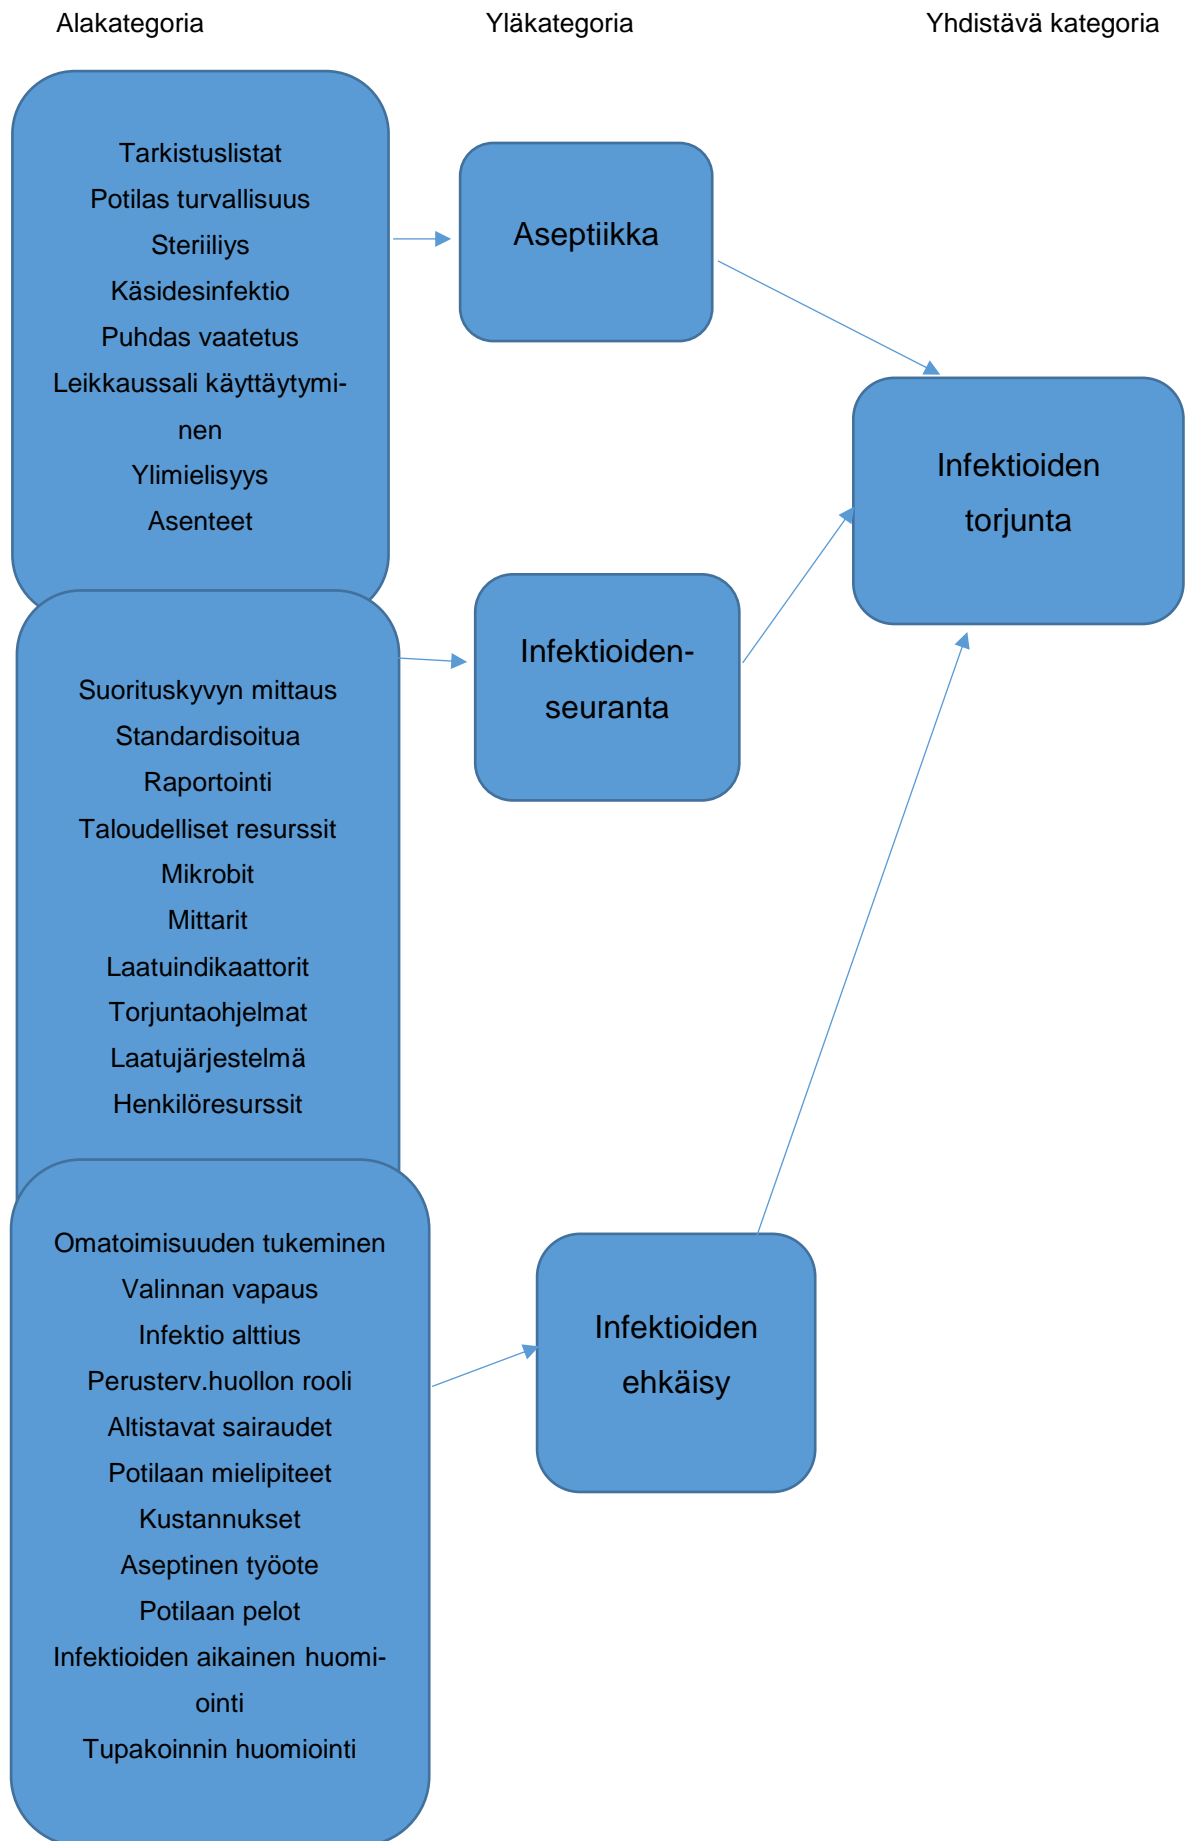 Alakategoria
Yläkategoria
Yhdistävä kategoria
Tarkistuslistat
Potilas turvallisuus
Steriiliys
Käsidesinfektio
Puhdas vaatetus
Leikkaussali käyttäytymi-
nen
Ylimielisyys
Asenteet
Aseptiikka
Infektioiden
torjunta
Suorituskyvyn mittaus
Standardisoitua
Raportointi
Taloudelliset resurssit
Mikrobit
Mittarit
Laatuindikaattorit
Torjuntaohjelmat
Laatujärjestelmä
Henkilöresurssit
Infektioiden-
seuranta
Omatoimisuuden tukeminen
Valinnan vapaus
Infektio alttius
Perusterv.huollon rooli
Altistavat sairaudet
Potilaan mielipiteet
Kustannukset
Aseptinen työote
Potilaan pelot
Infektioiden aikainen huomi-
ointi
Tupakoinnin huomiointi
Infektioiden
ehkäisy